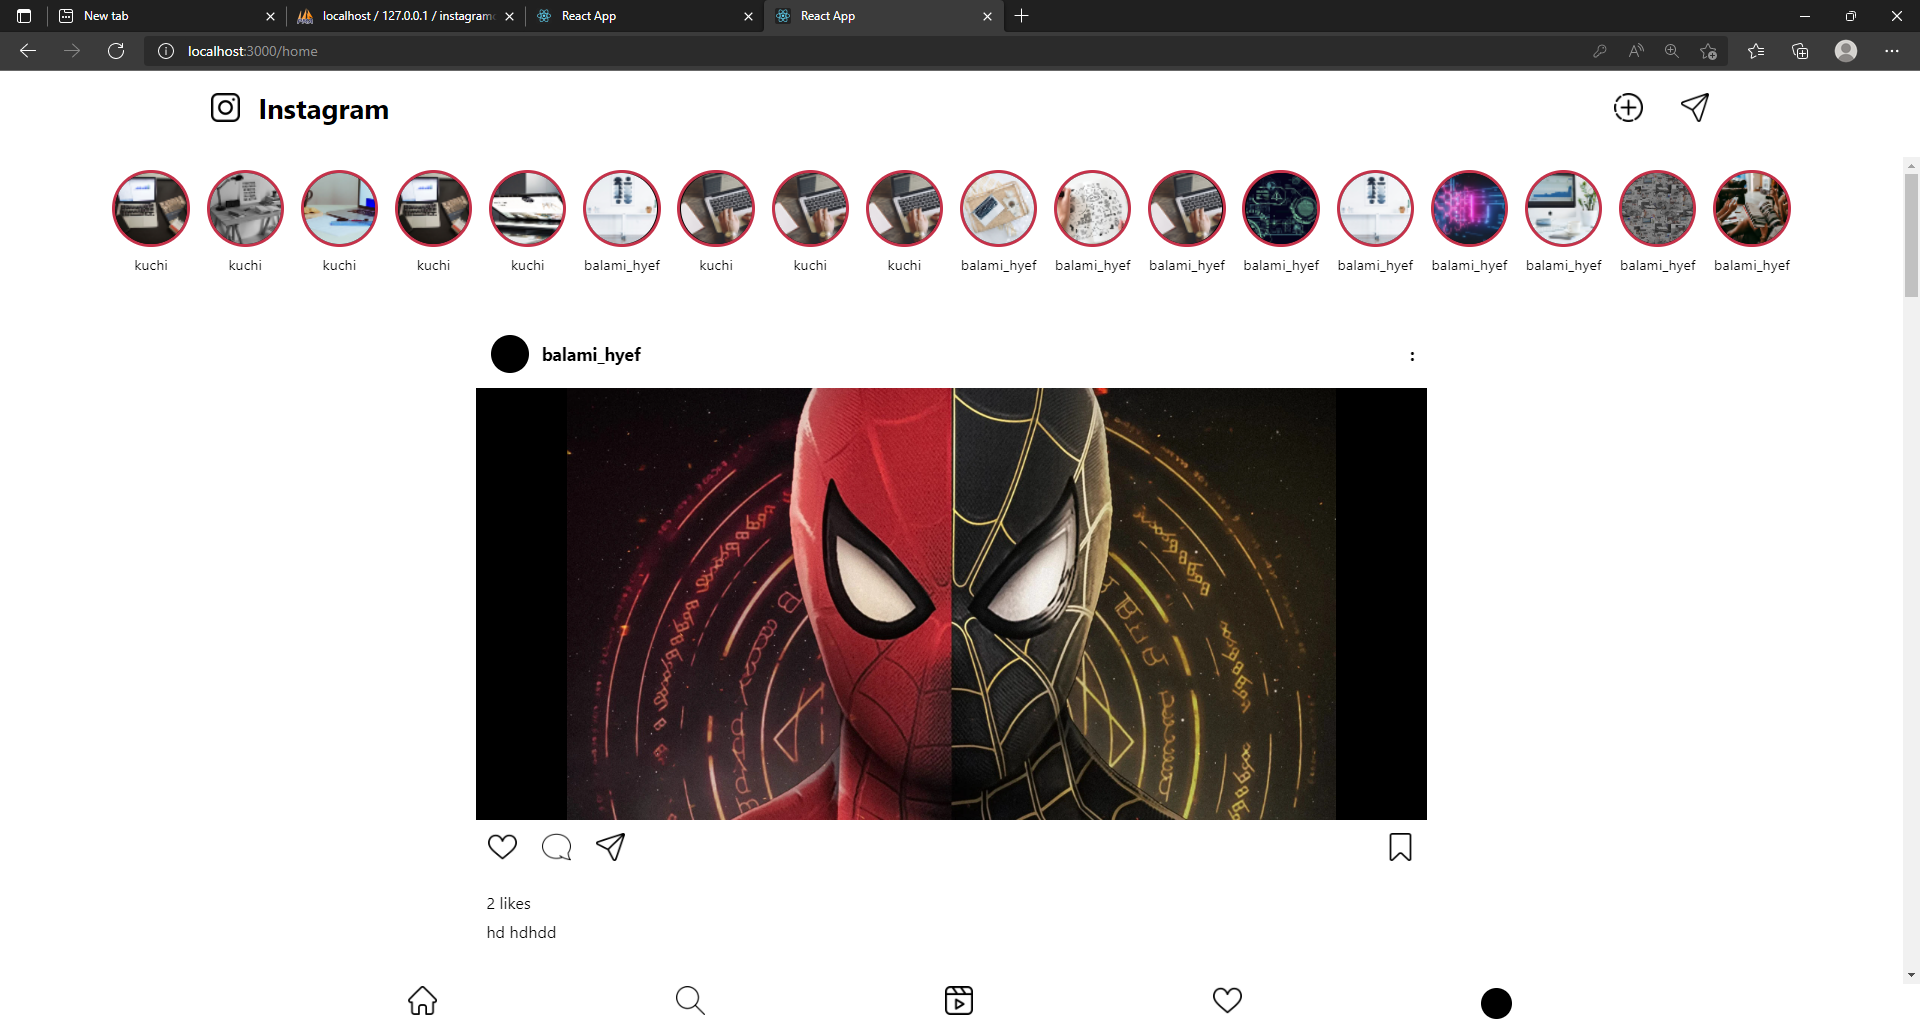 New tab
localhost / 127.0.0.1 / instagram
React App
React App
localhost:3000/home
Instagram
kuchi kuchi kuchi kuchi kuchi balami_hyef kuchi kuchi kuchi balami_hyef balami_hyef balami_hyef balami_hyef balami_hyef balami_hyef balami_hyef balami_hyef balami_hyef
balami_hyef :
2 likes
hd hdhdd